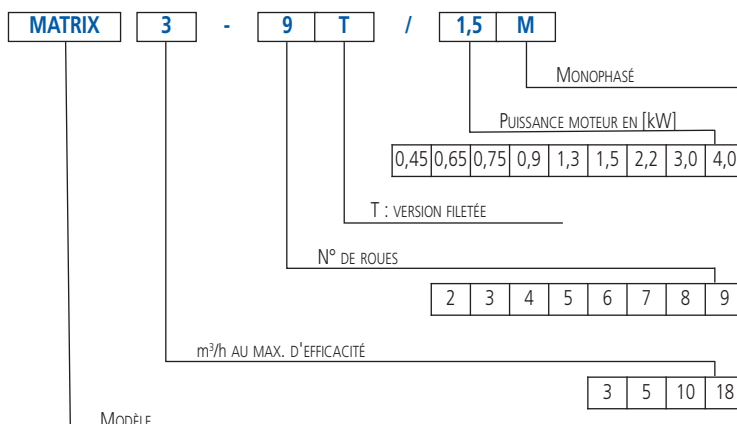 MATRIX 3 - 9 T / 1,5 M
MONOPHASÉ
PUISSANCE MOTEUR EN [kW]
0,45 0,65 0,75 0,9 1,3 1,5 2,2 3,0 4,0
T : VERSION FILETÉE
N° DE ROUES
2 3 4 5 6 7 8 9
m³/h AU MAX. D'EFFICACITÉ
3 5 10 18
MODÈLE